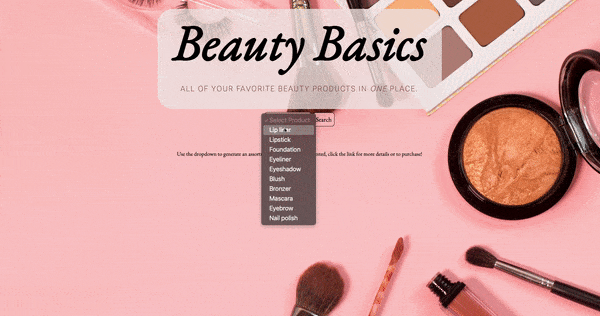 Beauty Basics
ALL OF YOUR FAVORITE BEAUTY PRODUCTS IN ONE PLACE.
✓ Select Product
Search
Lip liner
Lipstick
Use the dropdown to generate an assort
nted, click the link for more details or to purchase!
Foundation
Eyeliner
Eyeshadow
Blush
Bronzer
Mascara
Eyebrow
Nail polish